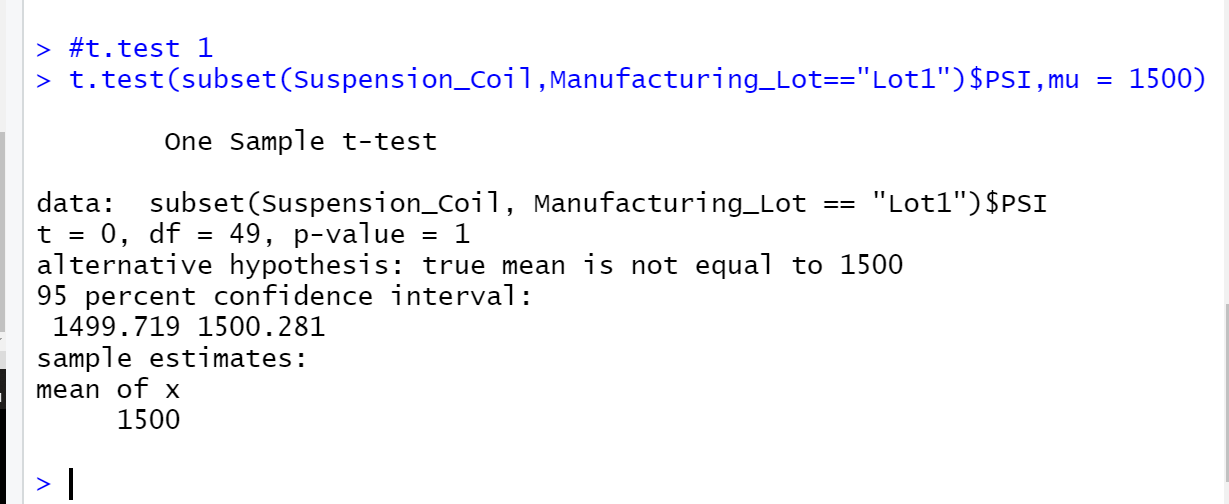 > #t.test 1
> t.test(subset(Suspension_Coil,Manufacturing_Lot=="Lot1")$PSI,mu = 1500)
One Sample t-test
data:  subset(Suspension_Coil, Manufacturing_Lot == "Lot1")$PSI
t = 0, df = 49, p-value = 1
alternative hypothesis: true mean is not equal to 1500
95 percent confidence interval:
1499.719 1500.281
sample estimates:
mean of x
1500
>